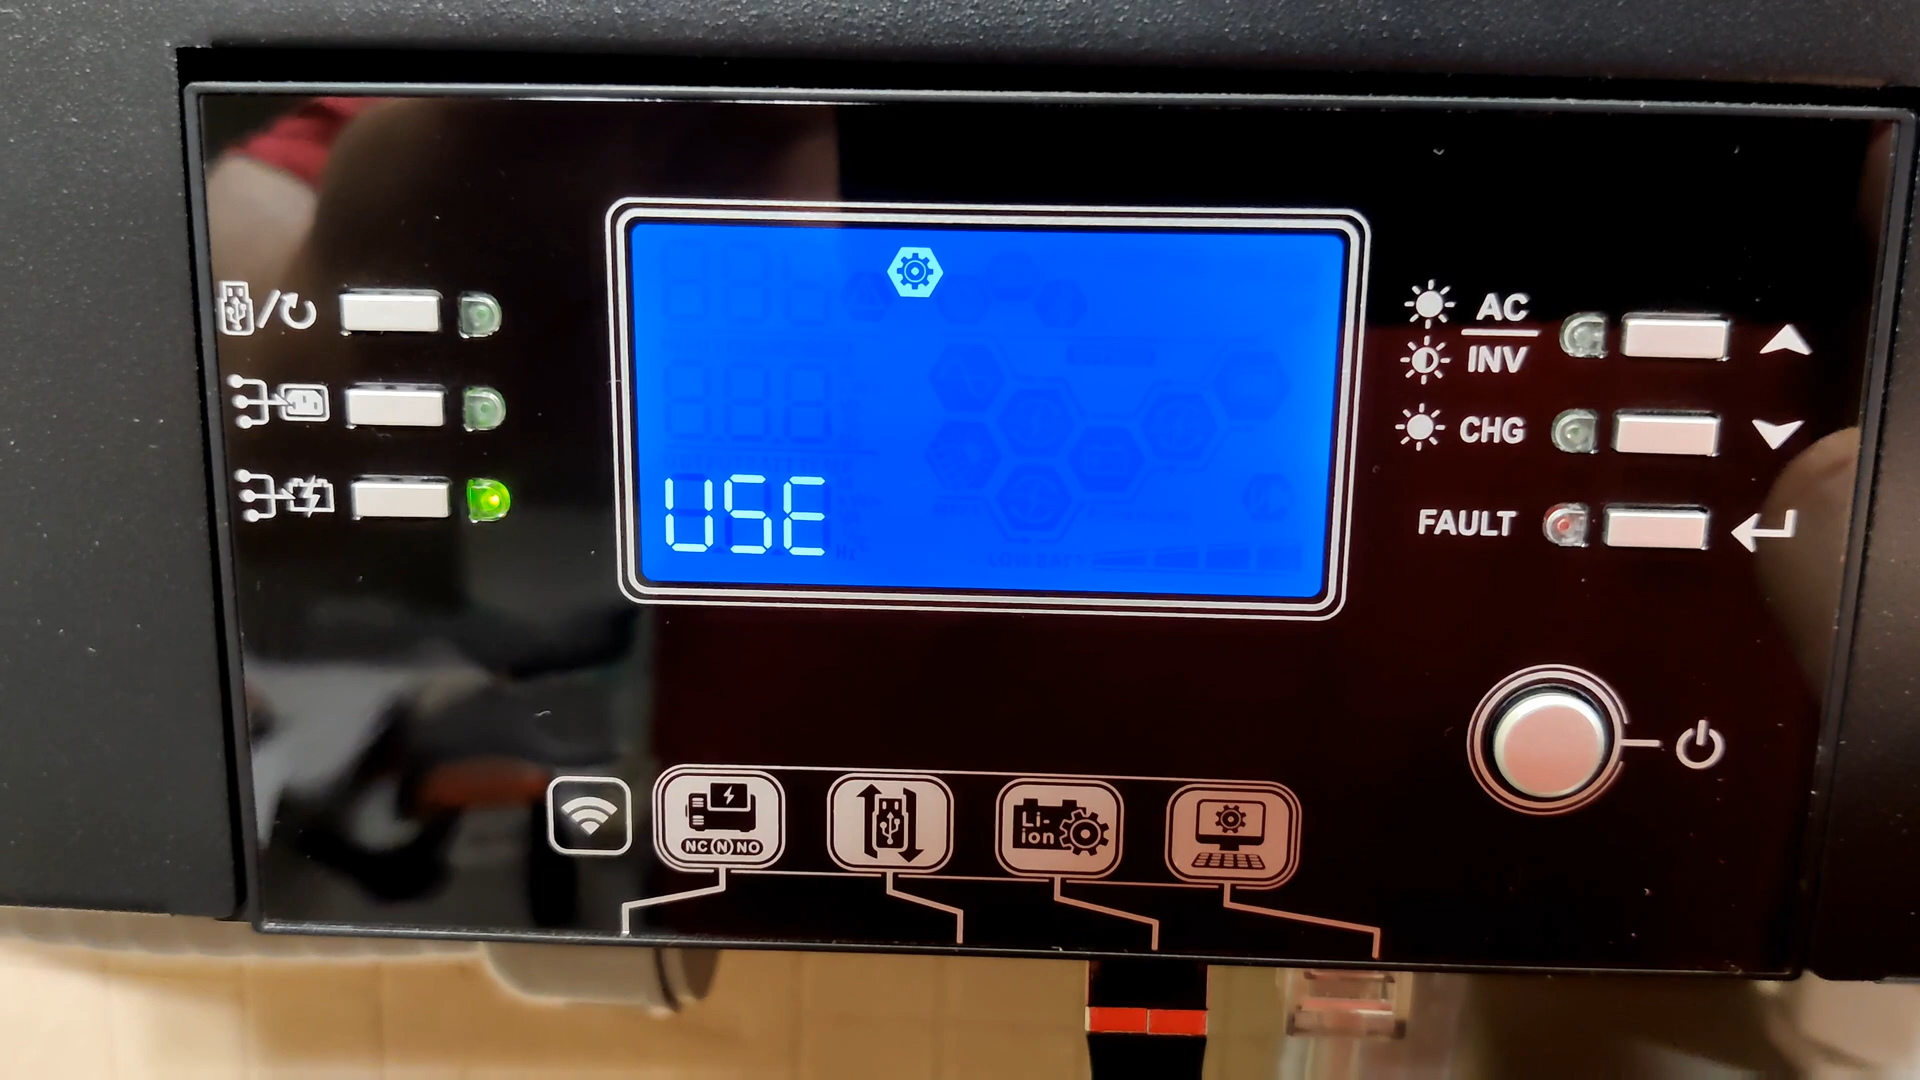 USE
AC
INV
CHG
FAULT
NC N NO
Li-
ion